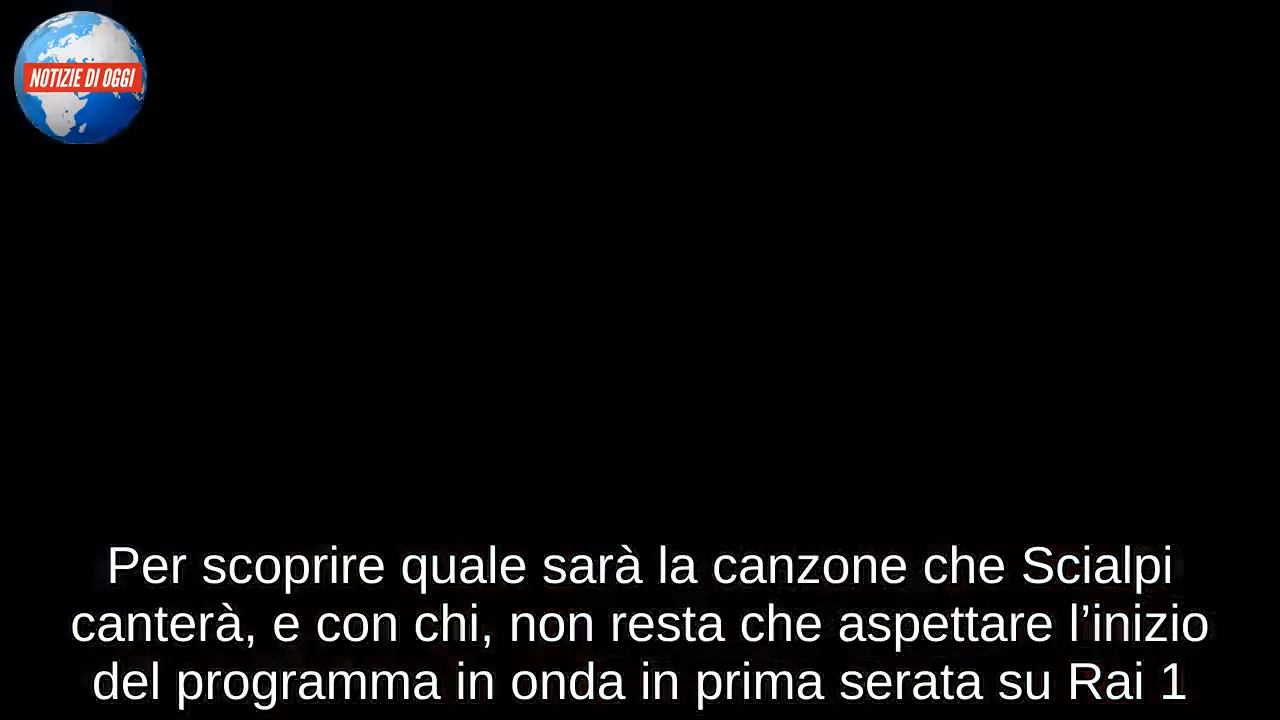 NOTIZIE DI OGGI
Per scoprire quale sarà la canzone che Scialpi
canterà, e con chi, non resta che aspettare l’inizio
del programma in onda in prima serata su Rai 1